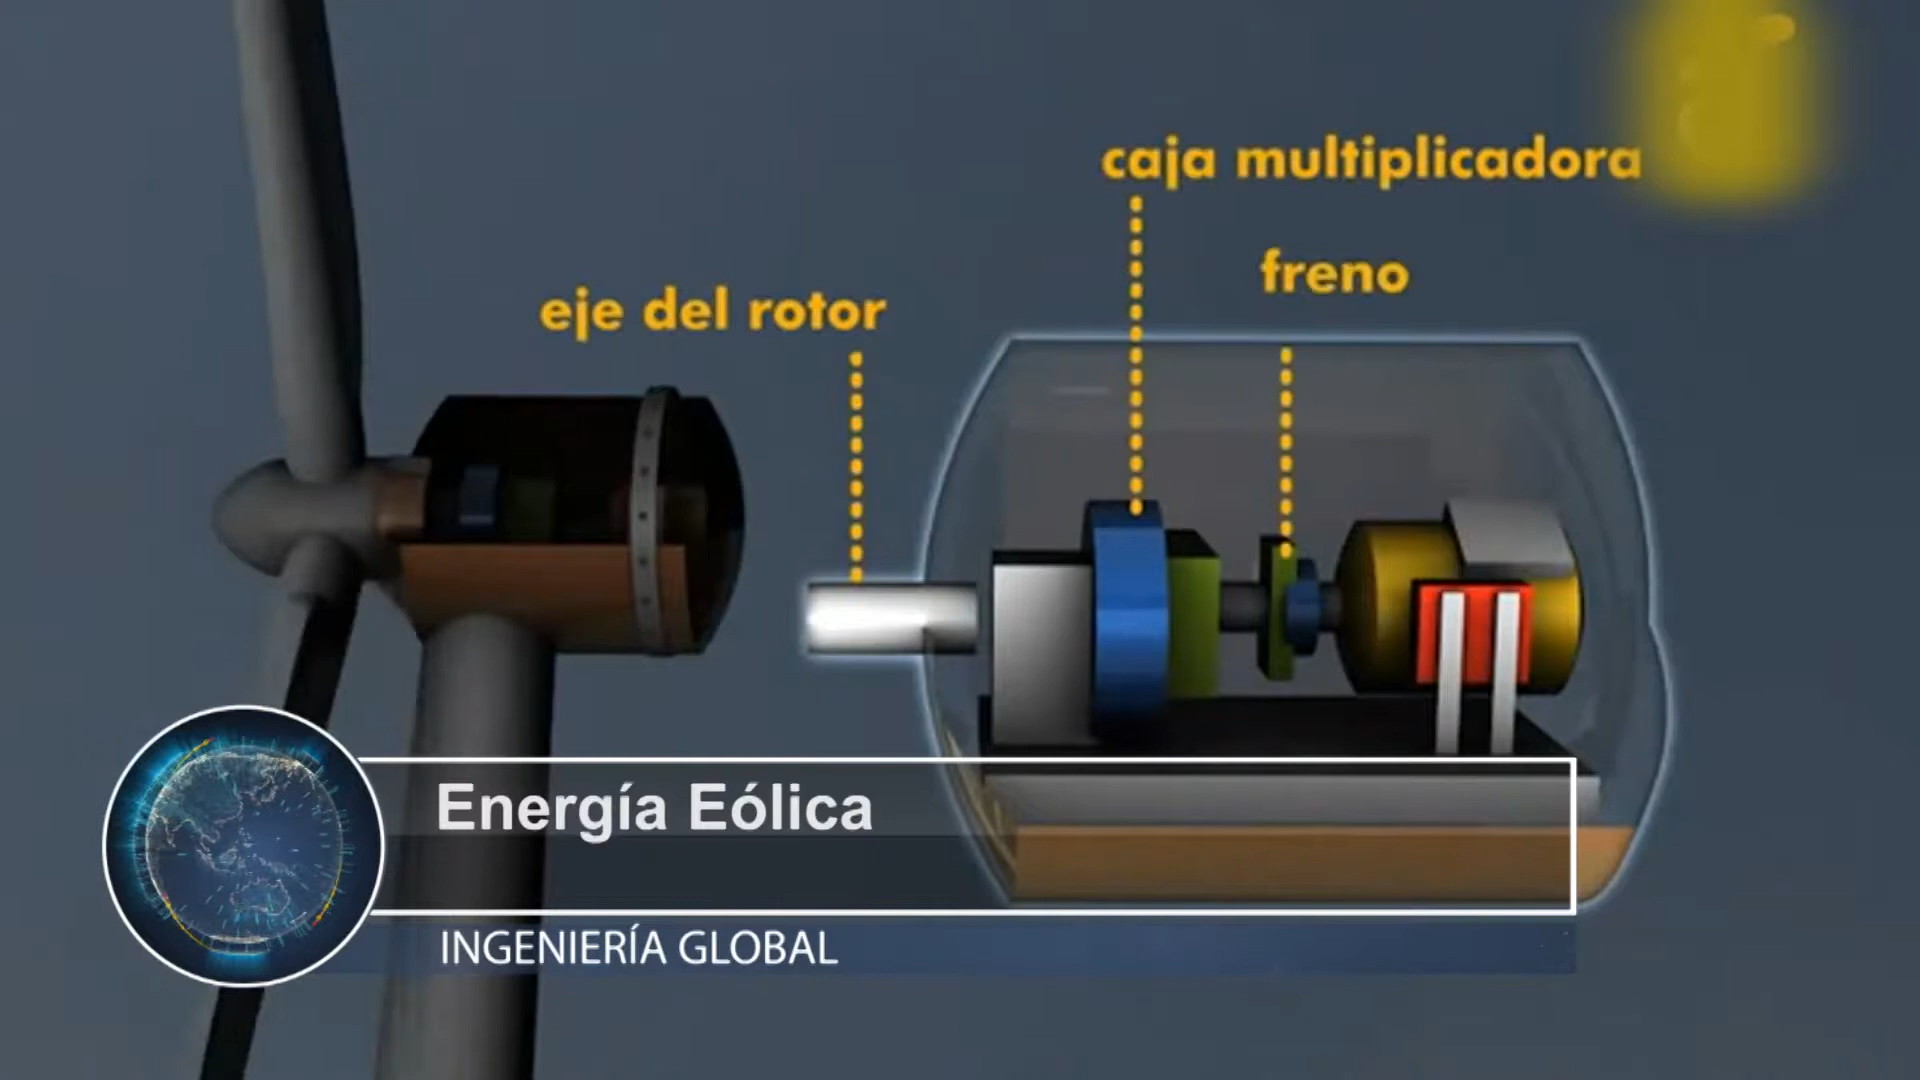 caja multiplicadora
freno
eje del rotor
Energía Eólica
INGENIERÍA GLOBAL